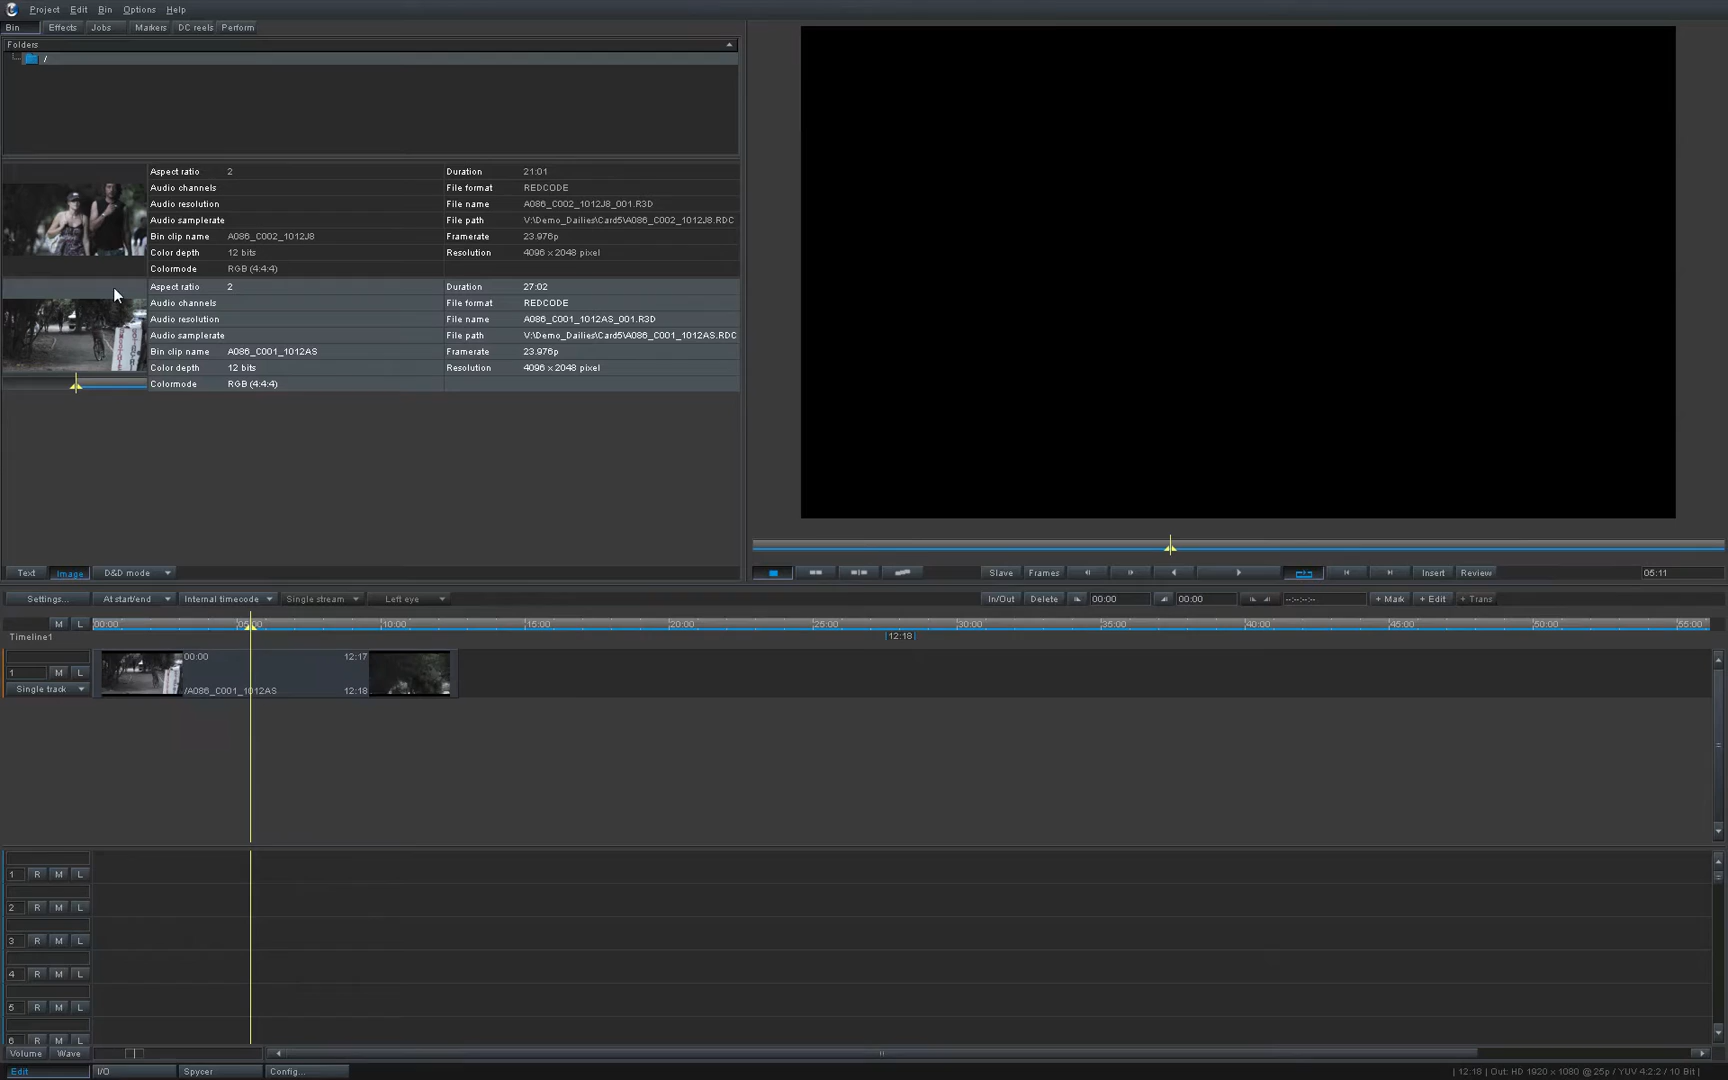 Project Edit Bin Options Help
Bin Effects Jobs Markers DC reels Perform
Folders
/
Aspect ratio 2 Duration 21:01
Audio channels File format REDCODE
Audio resolution File name A086_C002_1012J8_001.R3D
Audio samplerate File path V:\Demo_Dailies\Card5\A086_C002_1012J8.RDC
Bin clip name A086_C002_1012J8 Framerate 23.976p
Color depth 12 bits Resolution 4096 x 2048 pixel
Colormode RGB (4:4:4)
Aspect ratio 2 Duration 27:02
Audio channels File format REDCODE
Audio resolution File name A086_C001_1012AS_001.R3D
Audio samplerate File path V:\Demo_Dailies\Card5\A086_C001_1012AS.RDC
Bin clip name A086_C001_1012AS Framerate 23.976p
Color depth 12 bits Resolution 4096 x 2048 pixel
Colormode RGB (4:4:4)
Text Image D&D mode Slave Frames Insert Review 05:11
Settings... At start/end Internal timecode Single stream Left eye In/Out Delete 00:00 00:00 --:--:--:-- + Mark + Edit + Trans
M L 00:00 05:00 10:00 15:00 20:00 25:00 30:00 35:00 40:00 45:00 50:00 55:00
Timeline1 |12:18|
00:00 12:17
1 M L
Single track /A086_C001_1012AS 12:18
1 R M L
2 R M L
3 R M L
4 R M L
5 R M L
6 R M L
Volume Wave
Edit I/O Spycer Config... | 12:18 | Out: HD 1920 x 1080 @ 25p / YUV 4:2:2 / 10 Bit |